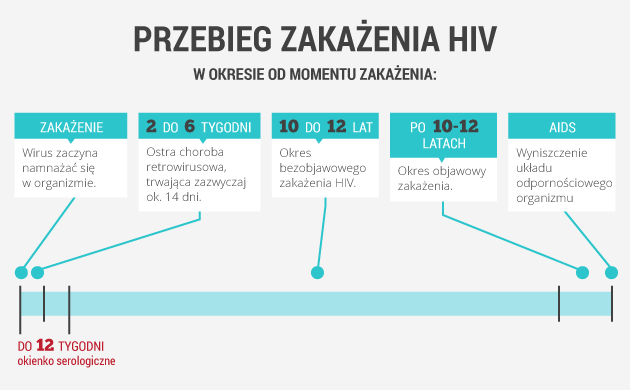 PRZEBIEG ZAKAŻENIA HIV
W OKRESIE OD MOMENTU ZAKAŻENIA:
ZAKAŻENIE
Wirus zaczyna
namnażać się
w organizmie.
2 DO 6 TYGODNI
Ostra choroba
retrowirusowa,
trwająca zazwyczaj
ok. 14 dni.
10 DO 12 LAT
Okres
bezobjawowego
zakażenia HIV.
PO 10-12
LATACH
Okres objawowy
zakażenia.
AIDS
Wyniszczenie
układu
odpornościowego
organizmu
DO 12 TYGODNI
okienko serologiczne